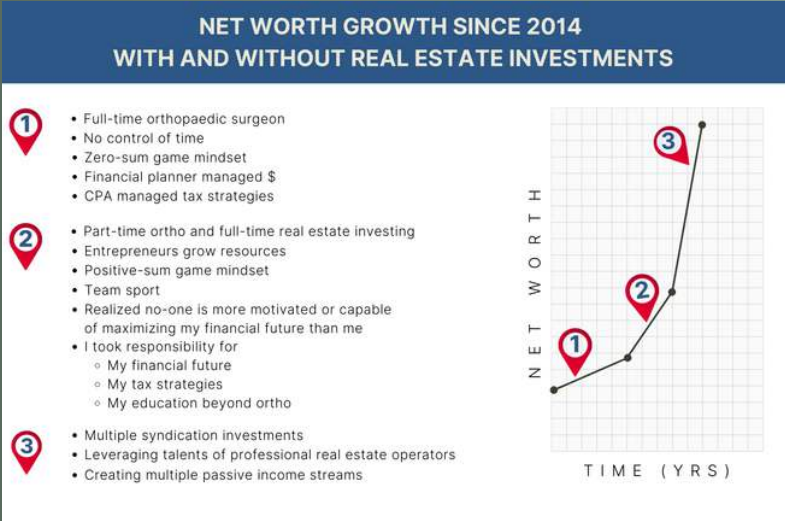 NET WORTH GROWTH SINCE 2014
WITH AND WITHOUT REAL ESTATE INVESTMENTS
1
• Full-time orthopaedic surgeon
• No control of time
• Zero-sum game mindset
• Financial planner managed $
• CPA managed tax strategies
2
• Part-time ortho and full-time real estate investing
• Entrepreneurs grow resources
• Positive-sum game mindset
• Team sport
• Realized no-one is more motivated or capable
of maximizing my financial future than me
• I took responsibility for
◦ My financial future
◦ My tax strategies
◦ My education beyond ortho
3
• Multiple syndication investments
• Leveraging talents of professional real estate operators
• Creating multiple passive income streams
NET WORTH
3
2
1
TIME (YRS)